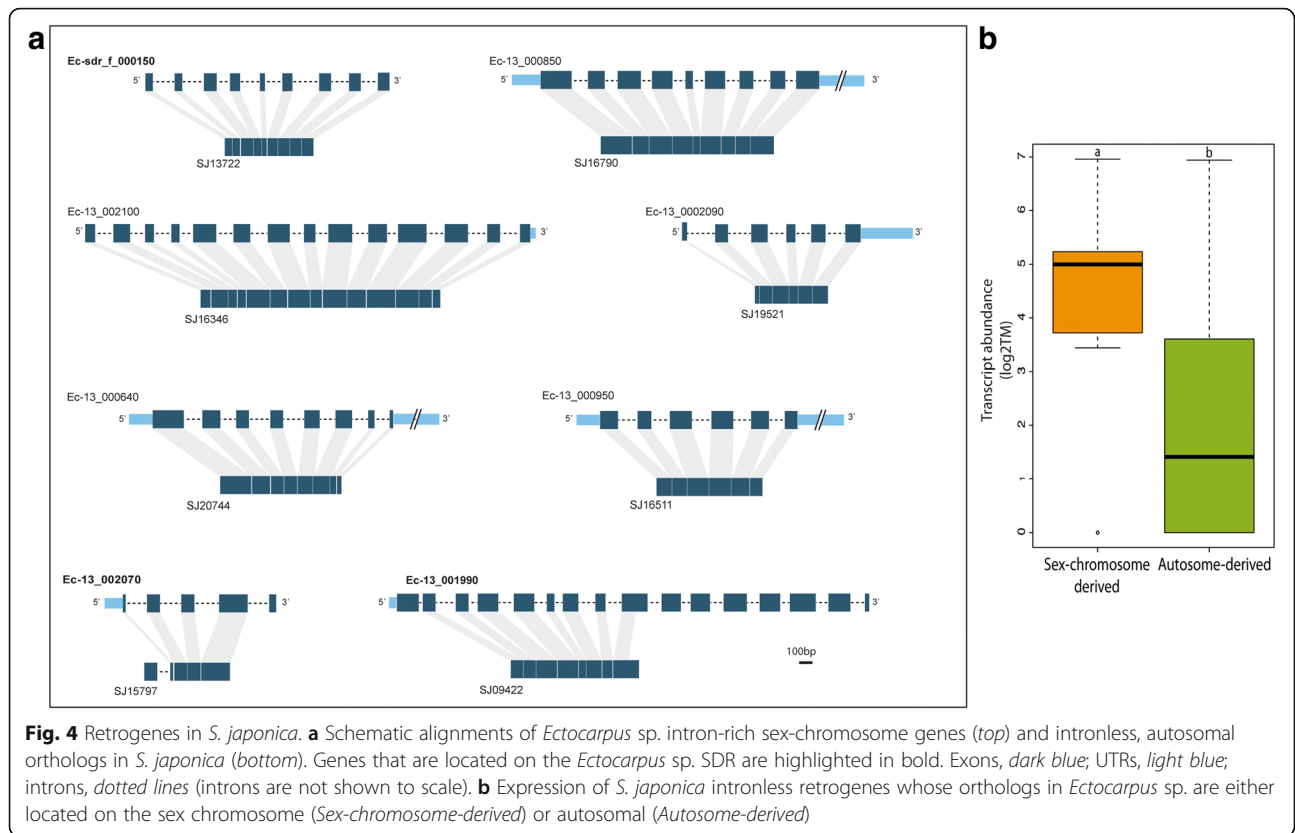 a
b
Ec-sdr_f_000150
5'
3'
SJ13722
Ec-13_000850
5'
3'
SJ16790
Ec-13_002100
5'
3'
SJ16346
Ec-13_0002090
5'
3'
SJ19521
Ec-13_000640
5'
3'
SJ20744
Ec-13_000950
5'
3'
SJ16511
Ec-13_002070
5'
3'
SJ15797
Ec-13_001990
5'
3'
SJ09422
100bp
Transcript abundance
(log2TM)
7
6
5
4
3
2
1
0
a
b
Sex-chromosome
derived
Autosome-derived
Fig. 4 Retrogenes in S. japonica. a Schematic alignments of Ectocarpus sp. intron-rich sex-chromosome genes (top) and intronless, autosomal
orthologs in S. japonica (bottom). Genes that are located on the Ectocarpus sp. SDR are highlighted in bold. Exons, dark blue; UTRs, light blue;
introns, dotted lines (introns are not shown to scale). b Expression of S. japonica intronless retrogenes whose orthologs in Ectocarpus sp. are either
located on the sex chromosome (Sex-chromosome-derived) or autosomal (Autosome-derived)